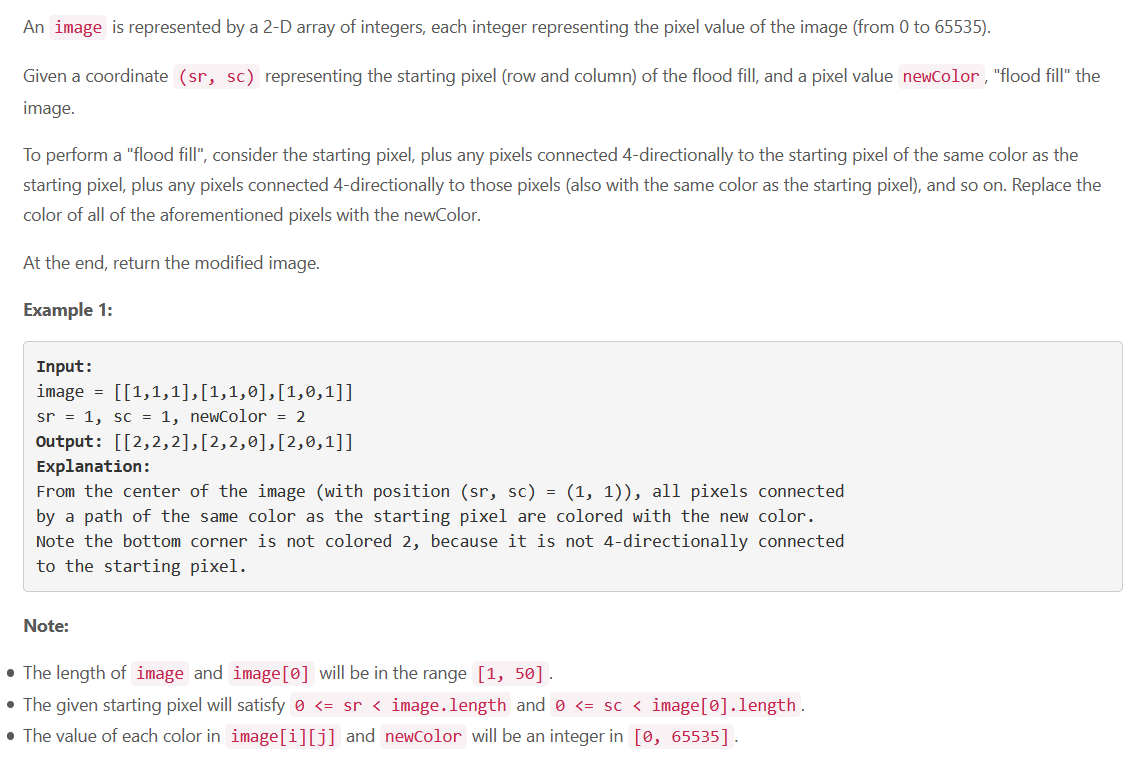 An image is represented by a 2-D array of integers, each integer representing the pixel value of the image (from 0 to 65535).
Given a coordinate (sr, sc) representing the starting pixel (row and column) of the flood fill, and a pixel value newColor, "flood fill" the
image.
To perform a "flood fill", consider the starting pixel, plus any pixels connected 4-directionally to the starting pixel of the same color as the
starting pixel, plus any pixels connected 4-directionally to those pixels (also with the same color as the starting pixel), and so on. Replace the
color of all of the aforementioned pixels with the newColor.
At the end, return the modified image.
Example 1:
Input:
image = [[1,1,1],[1,1,0],[1,0,1]]
sr = 1, sc = 1, newColor = 2
Output: [[2,2,2],[2,2,0],[2,0,1]]
Explanation:
From the center of the image (with position (sr, sc) = (1, 1)), all pixels connected
by a path of the same color as the starting pixel are colored with the new color.
Note the bottom corner is not colored 2, because it is not 4-directionally connected
to the starting pixel.
Note:
• The length of image and image[0] will be in the range [1, 50].
• The given starting pixel will satisfy 0 <= sr < image.length and 0 <= sc < image[0].length.
• The value of each color in image[i][j] and newColor will be an integer in [0, 65535].